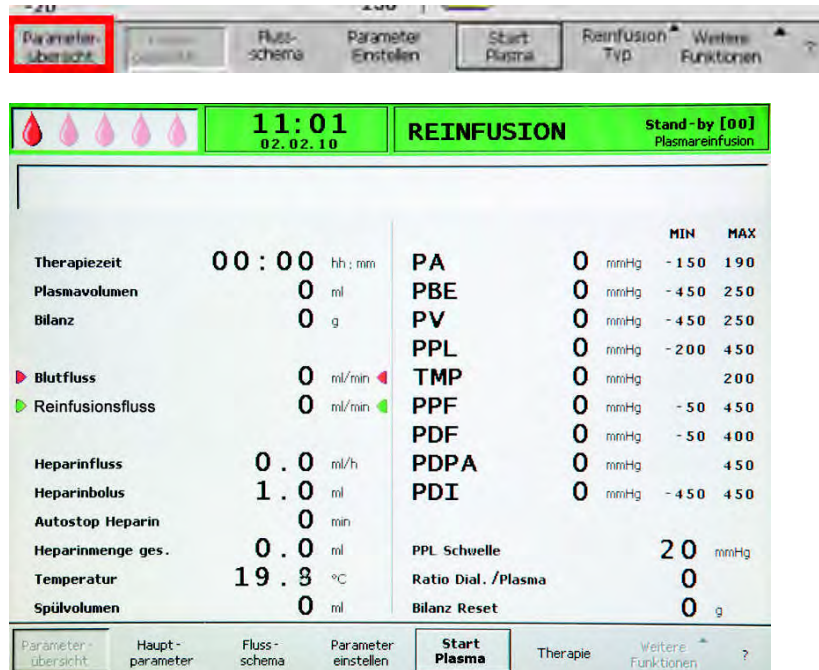 -20
Parameter- Fluss- Parameter Start Reinfusion Weitere
übersicht schema Einstellen Plasma Typ Funktionen ?
11:01 REINFUSION Stand-by [00]
02.02.10 Plasmareinfusion
MIN MAX
Therapiezeit 00:00 hh:mm PA 0 mmHg -150 190
Plasmavolumen 0 ml PBE 0 mmHg -450 250
Bilanz 0 g PV 0 mmHg -450 250
PPL 0 mmHg -200 450
Blutfluss 0 ml/min TMP 0 mmHg 200
Reinfusionsfluss 0 ml/min PPF 0 mmHg -50 450
PDF 0 mmHg -50 400
Heparinfluss 0.0 ml/h PDPA 0 mmHg 450
Heparinbolus 1.0 ml PDI 0 mmHg -450 450
Autostop Heparin 0 min
Heparinmenge ges. 0.0 ml PPL Schwelle 20 mmHg
Temperatur 19.8 °C Ratio Dial./Plasma 0
Spülvolumen 0 ml Bilanz Reset 0 g
Parameter- Haupt- Fluss- Parameter Start Therapie Weitere ?
übersicht parameter schema einstellen Plasma Funktionen